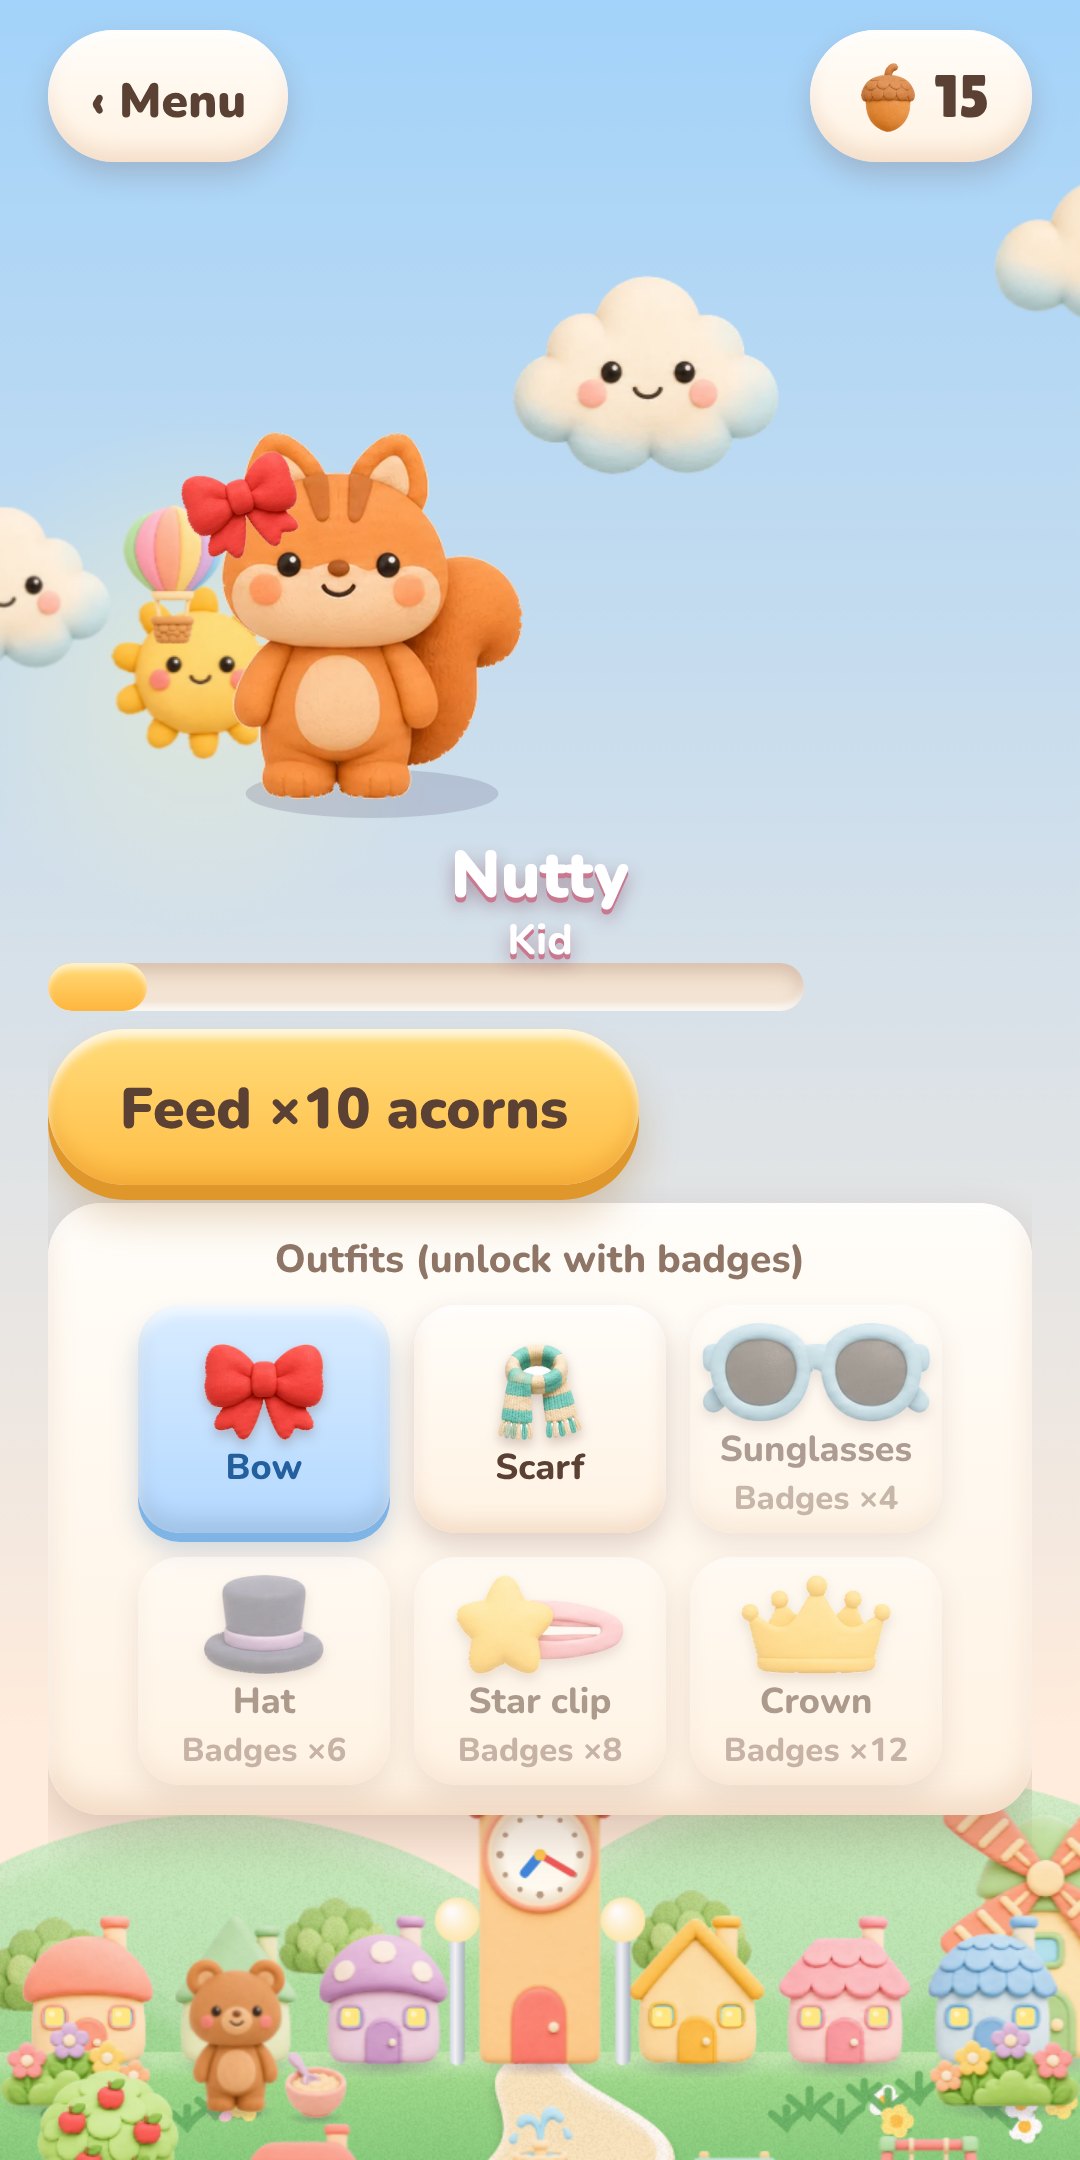 ‹ Menu
15
Nutty
Kid
Feed ×10 acorns
Outfits (unlock with badges)
Bow
Scarf
Sunglasses
Badges ×4
Hat
Badges ×6
Star clip
Badges ×8
Crown
Badges ×12